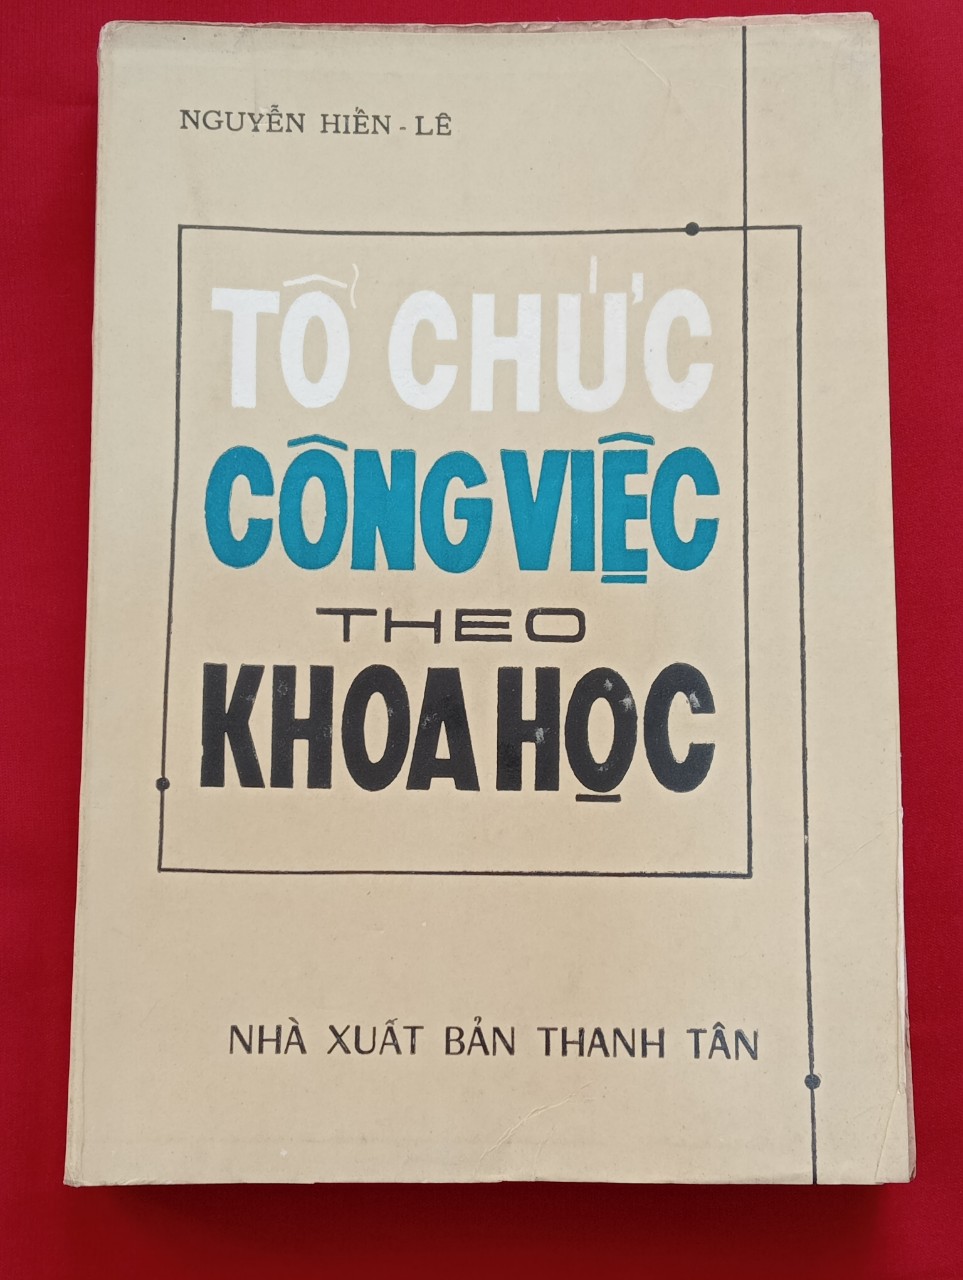 NGUYỄN HIẾN - LÊ
TỔ CHỨC
CÔNG VIỆC
THEO
KHOA HỌC
NHÀ XUẤT BẢN THANH TÂN